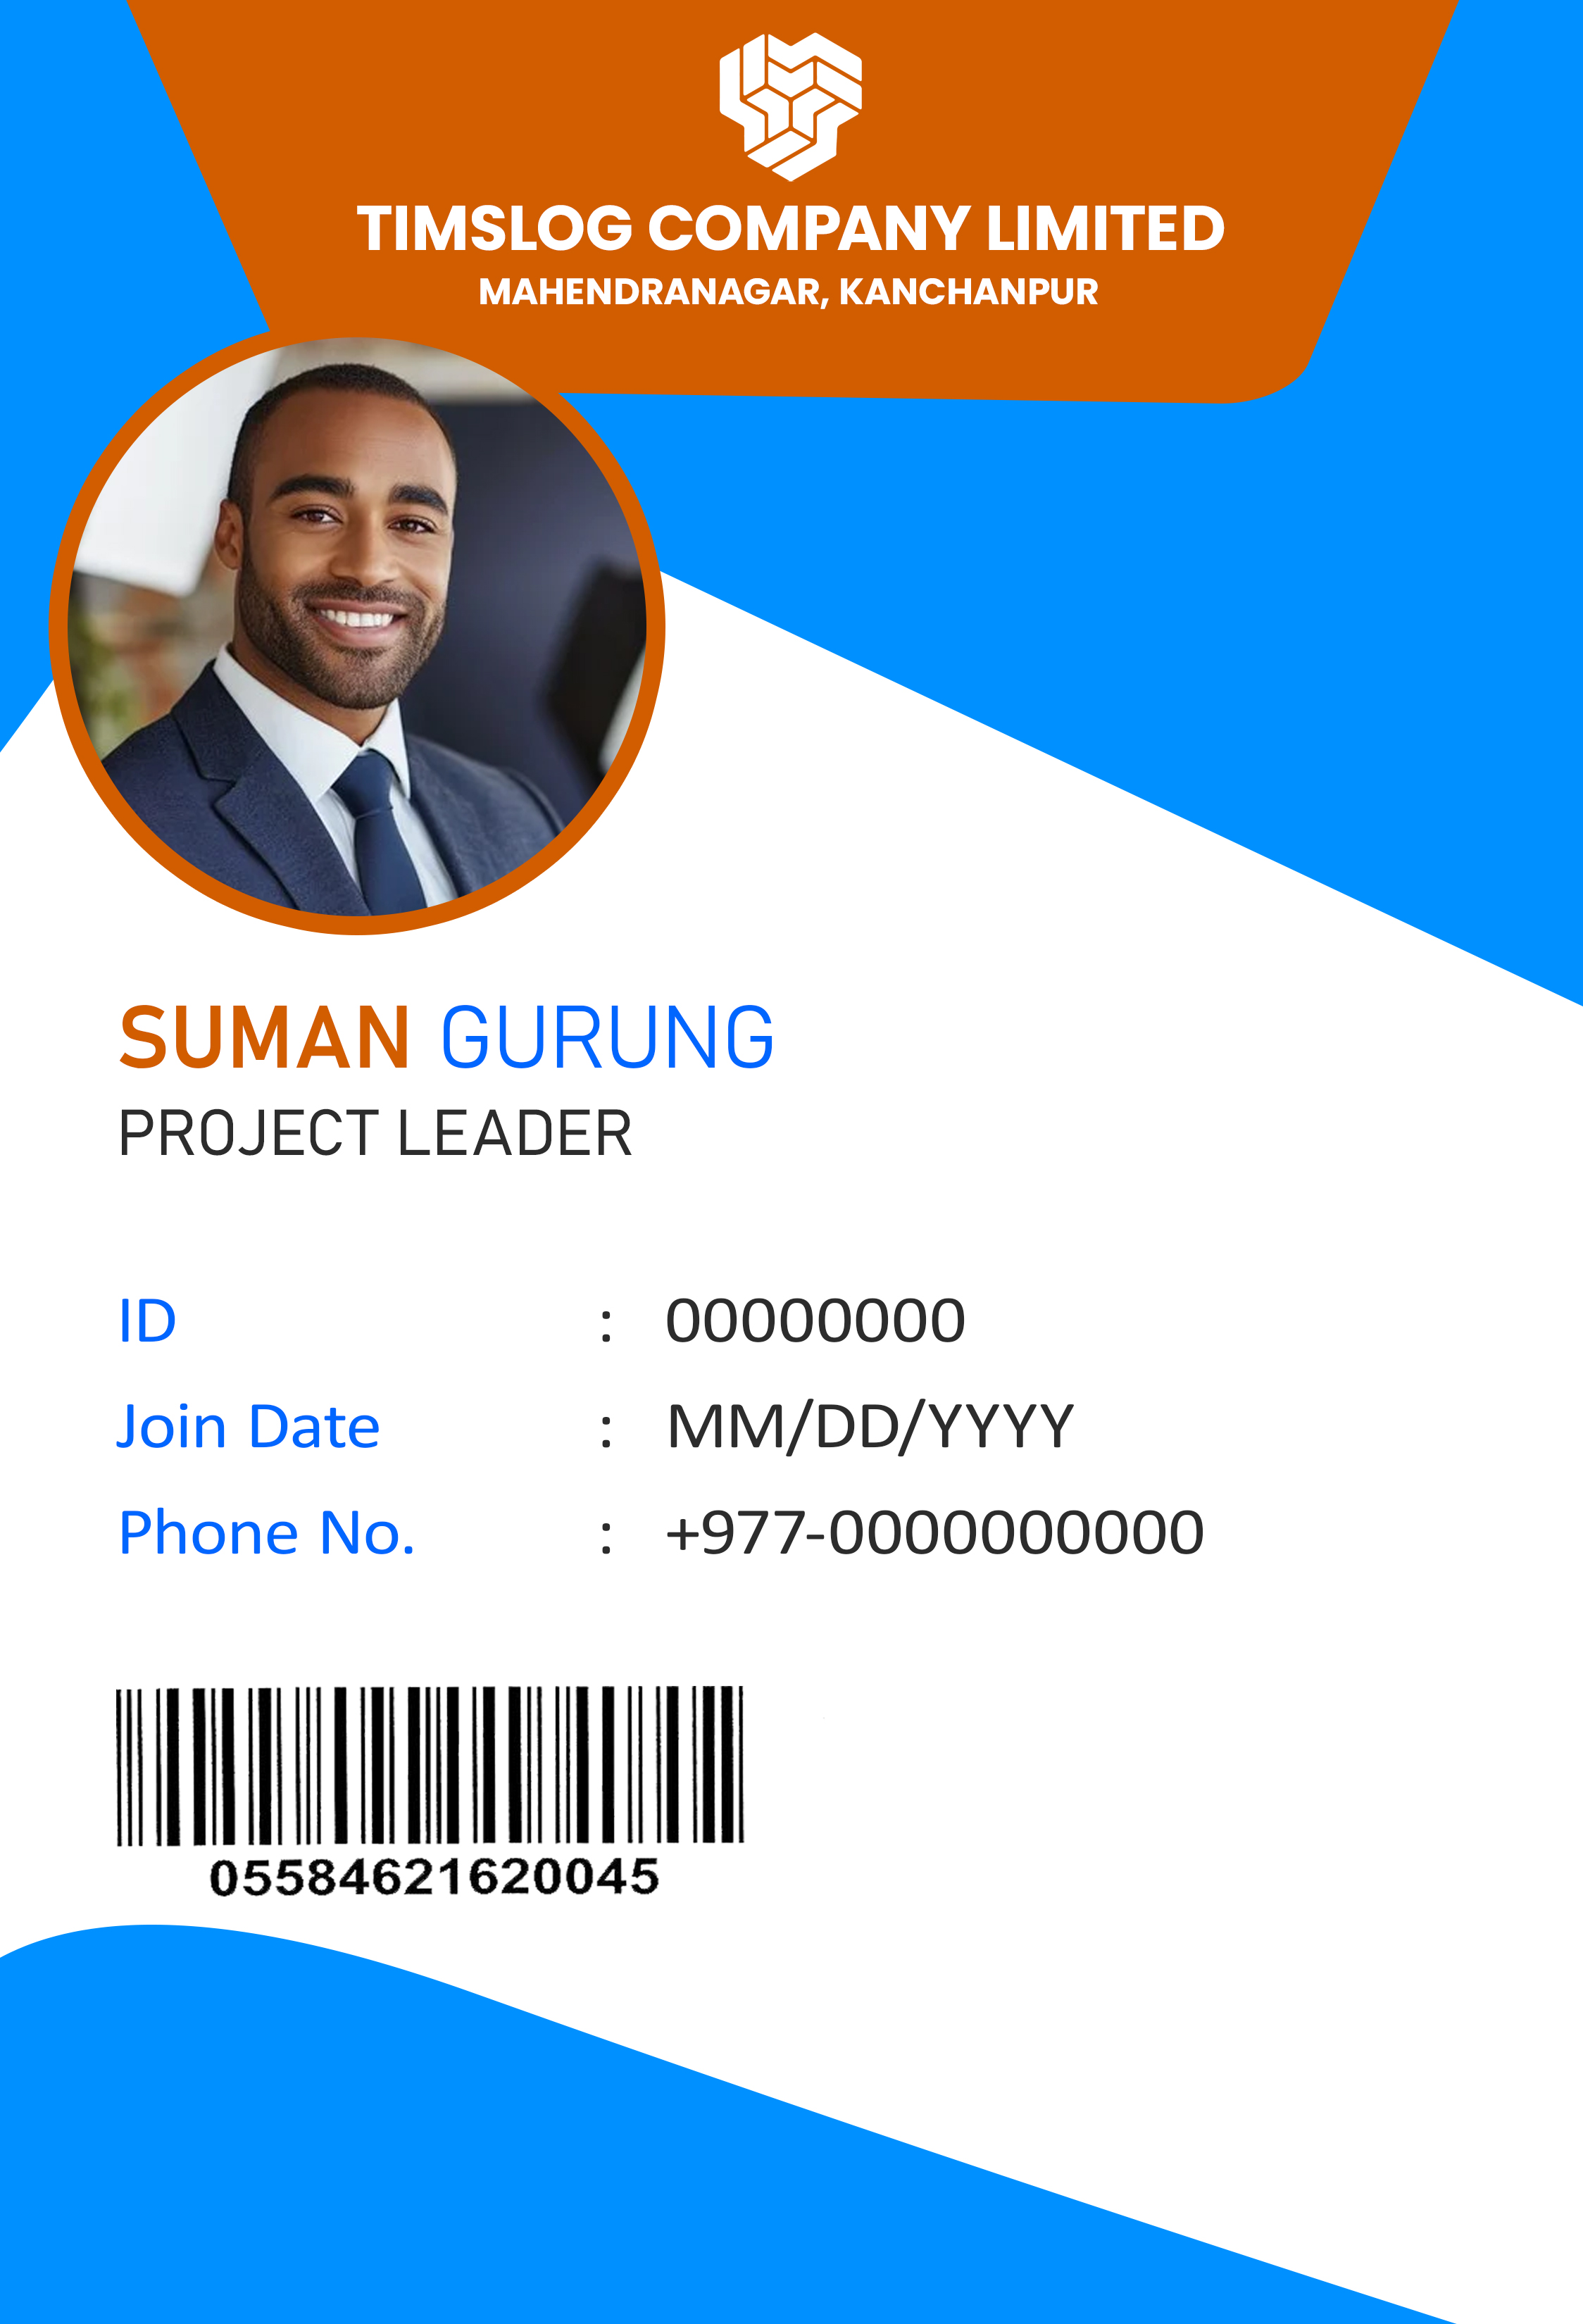 TIMSLOG COMPANY LIMITED
MAHENDRANAGAR, KANCHANPUR
SUMAN GURUNG
PROJECT LEADER
ID : 00000000
Join Date : MM/DD/YYYY
Phone No. : +977-0000000000
05584621620045